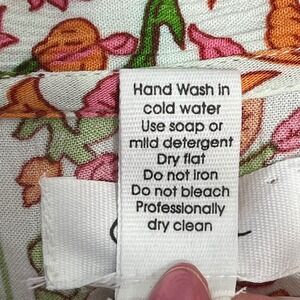 Hand Wash in
cold water
Use soap or
mild detergent
Dry flat
Do not iron
Do not bleach
Professionally
dry clean